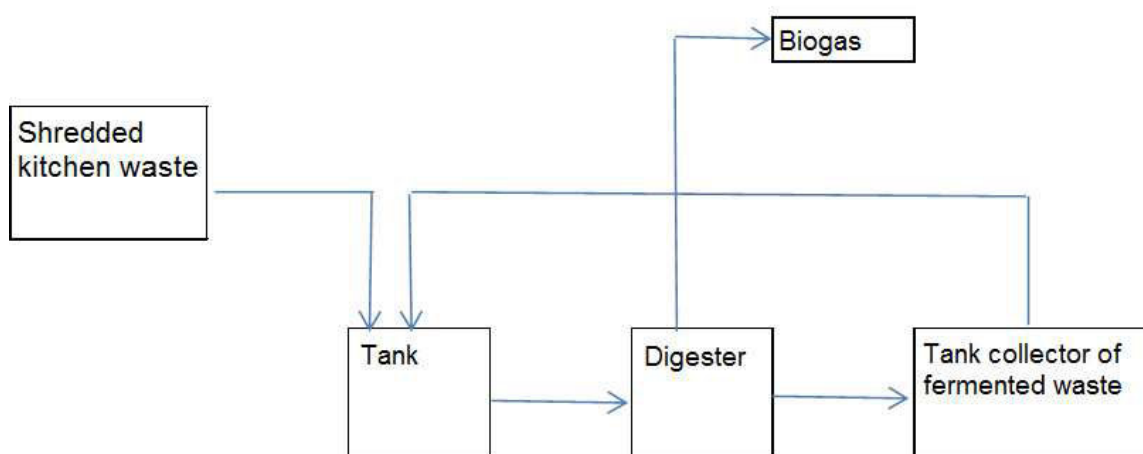 Biogas
Shredded
kitchen waste
Tank
Digester
Tank collector of
fermented waste